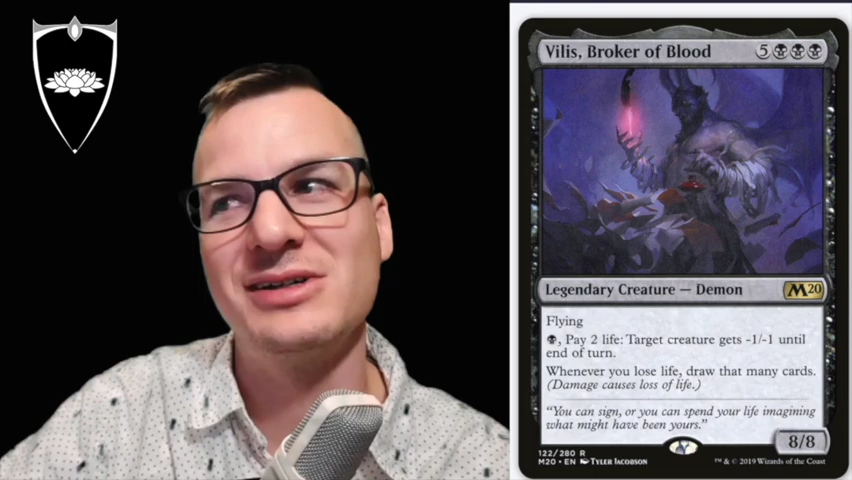 Vilis, Broker of Blood 5
Legendary Creature — Demon M20
Flying
, Pay 2 life: Target creature gets -1/-1 until
end of turn.
Whenever you lose life, draw that many cards.
(Damage causes loss of life.)
"You can sign, or you can spend your life imagining
what might have been yours."
8/8
122/280 R
M20 • EN TYLER JACOBSON ™ & © 2019 Wizards of the Coast